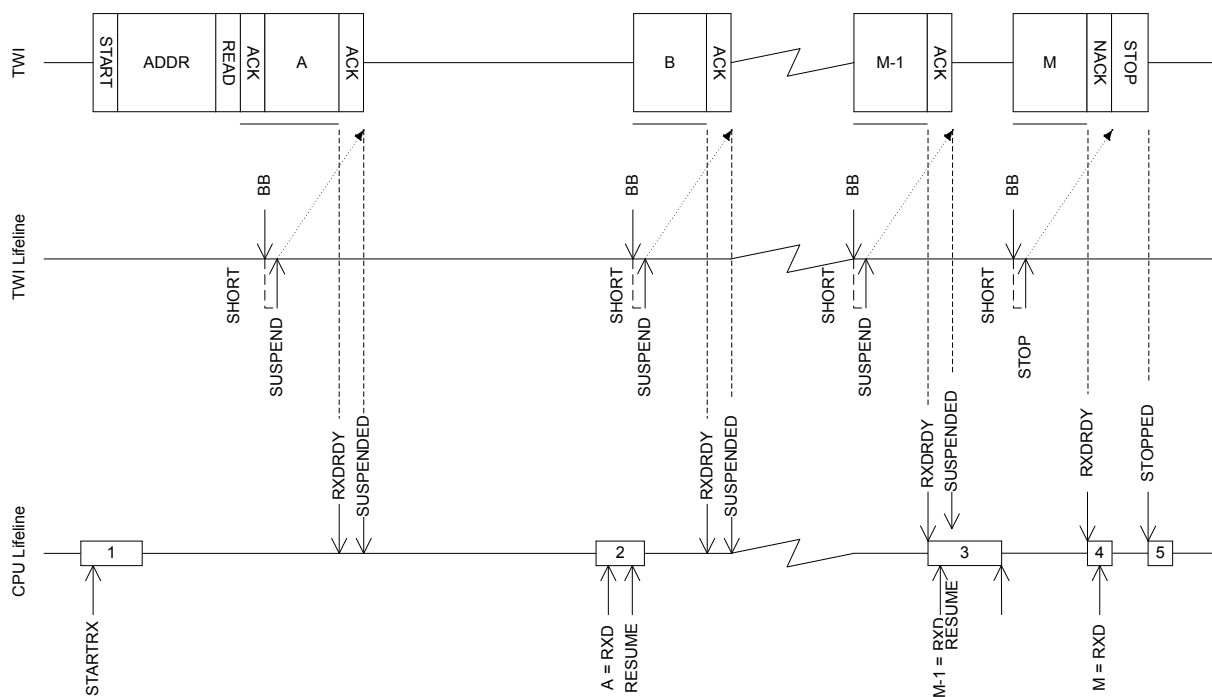 TWI
START
ADDR
READ
ACK
A
ACK
B
ACK
M-1
ACK
M
NACK
STOP
TWI Lifeline
BB
SHORT
SUSPEND
BB
SHORT
SUSPEND
BB
SHORT
SUSPEND
BB
SHORT
STOP
RXDRDY
SUSPENDED
RXDRDY
SUSPENDED
RXDRDY
SUSPENDED
RXDRDY
STOPPED
CPU Lifeline
1
2
3
4
5
STARTRX
A = RXD
RESUME
M-1 = RXD
RESUME
M = RXD